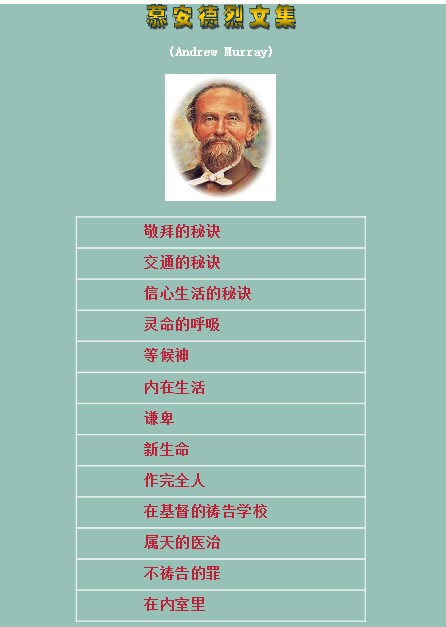 慕安德烈文集
(Andrew Murray)
敬拜的秘诀
交通的秘诀
信心生活的秘诀
灵命的呼吸
等候神
内在生活
谦卑
新生命
作完全人
在基督的祷告学校
属天的医治
不祷告的罪
在内室里